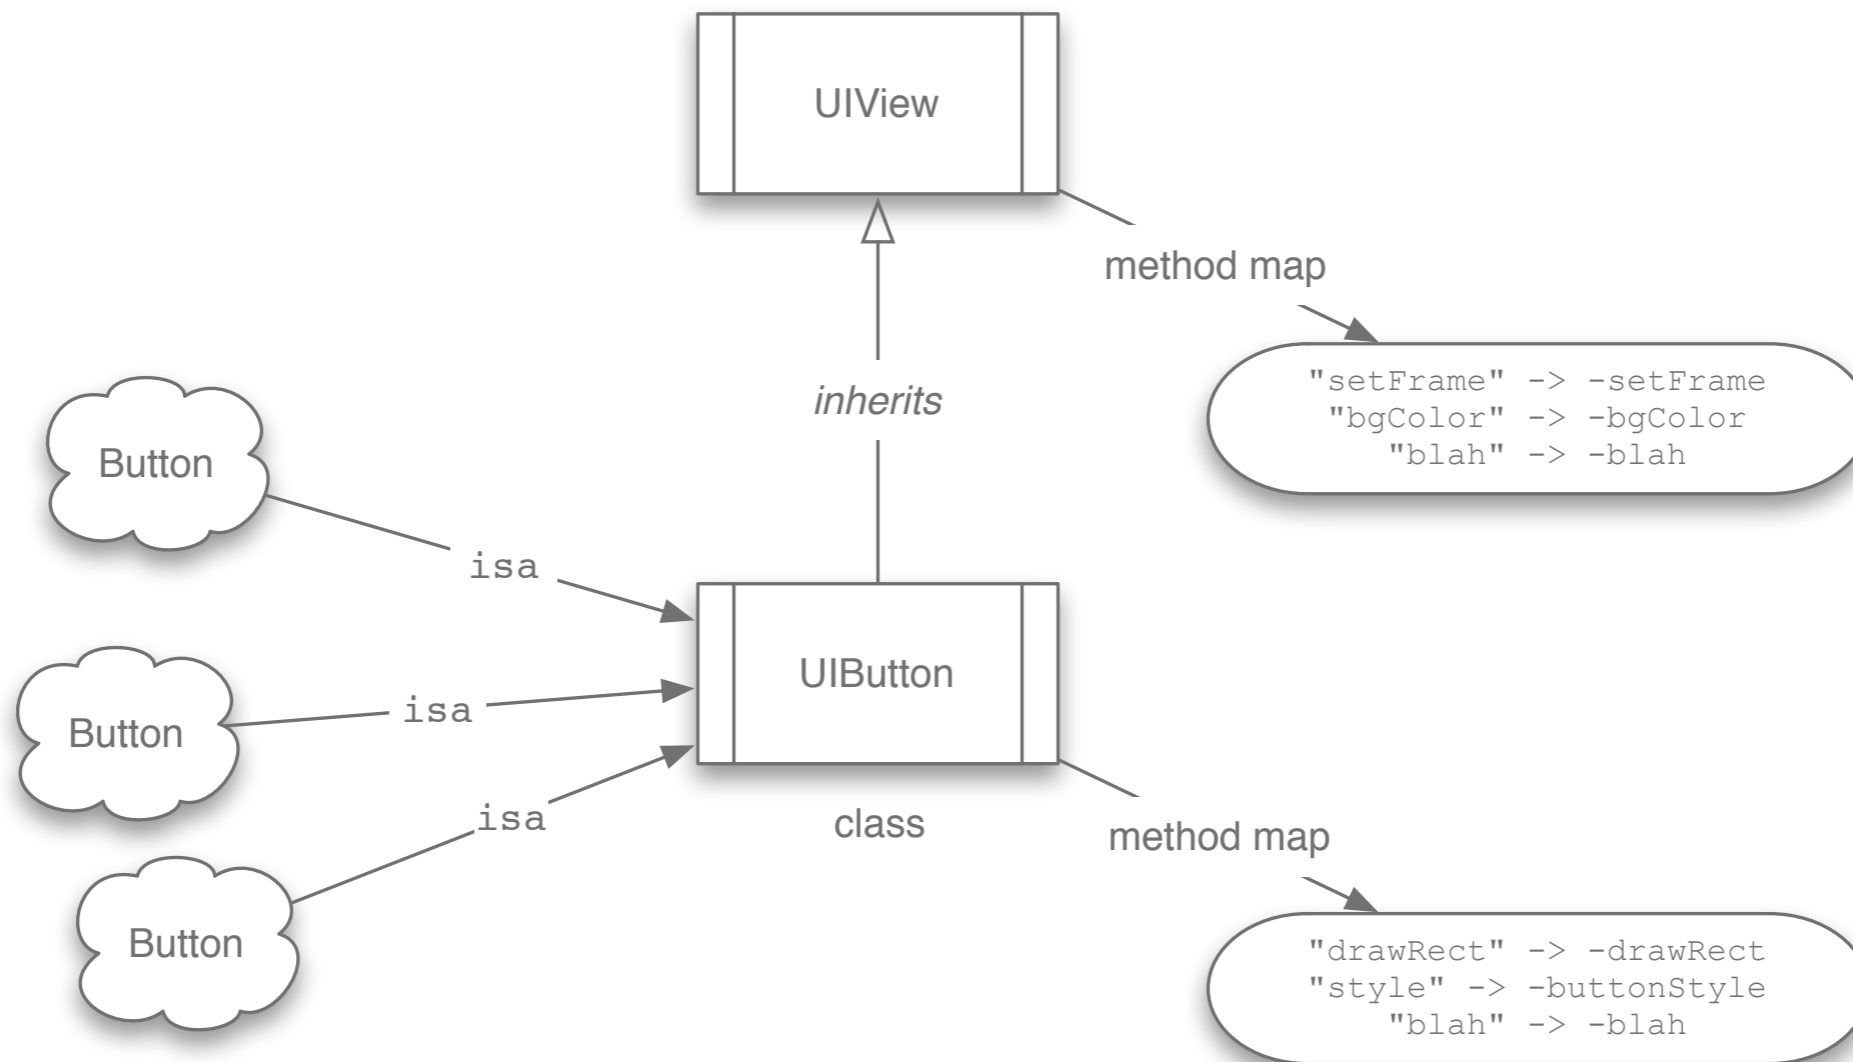 UIView
method map
"setFrame" -> -setFrame
"bgColor" -> -bgColor
"blah" -> -blah
inherits
Button
isa
UIButton
Button
isa
isa
class
method map
Button
"drawRect" -> -drawRect
"style" -> -buttonStyle
"blah" -> -blah